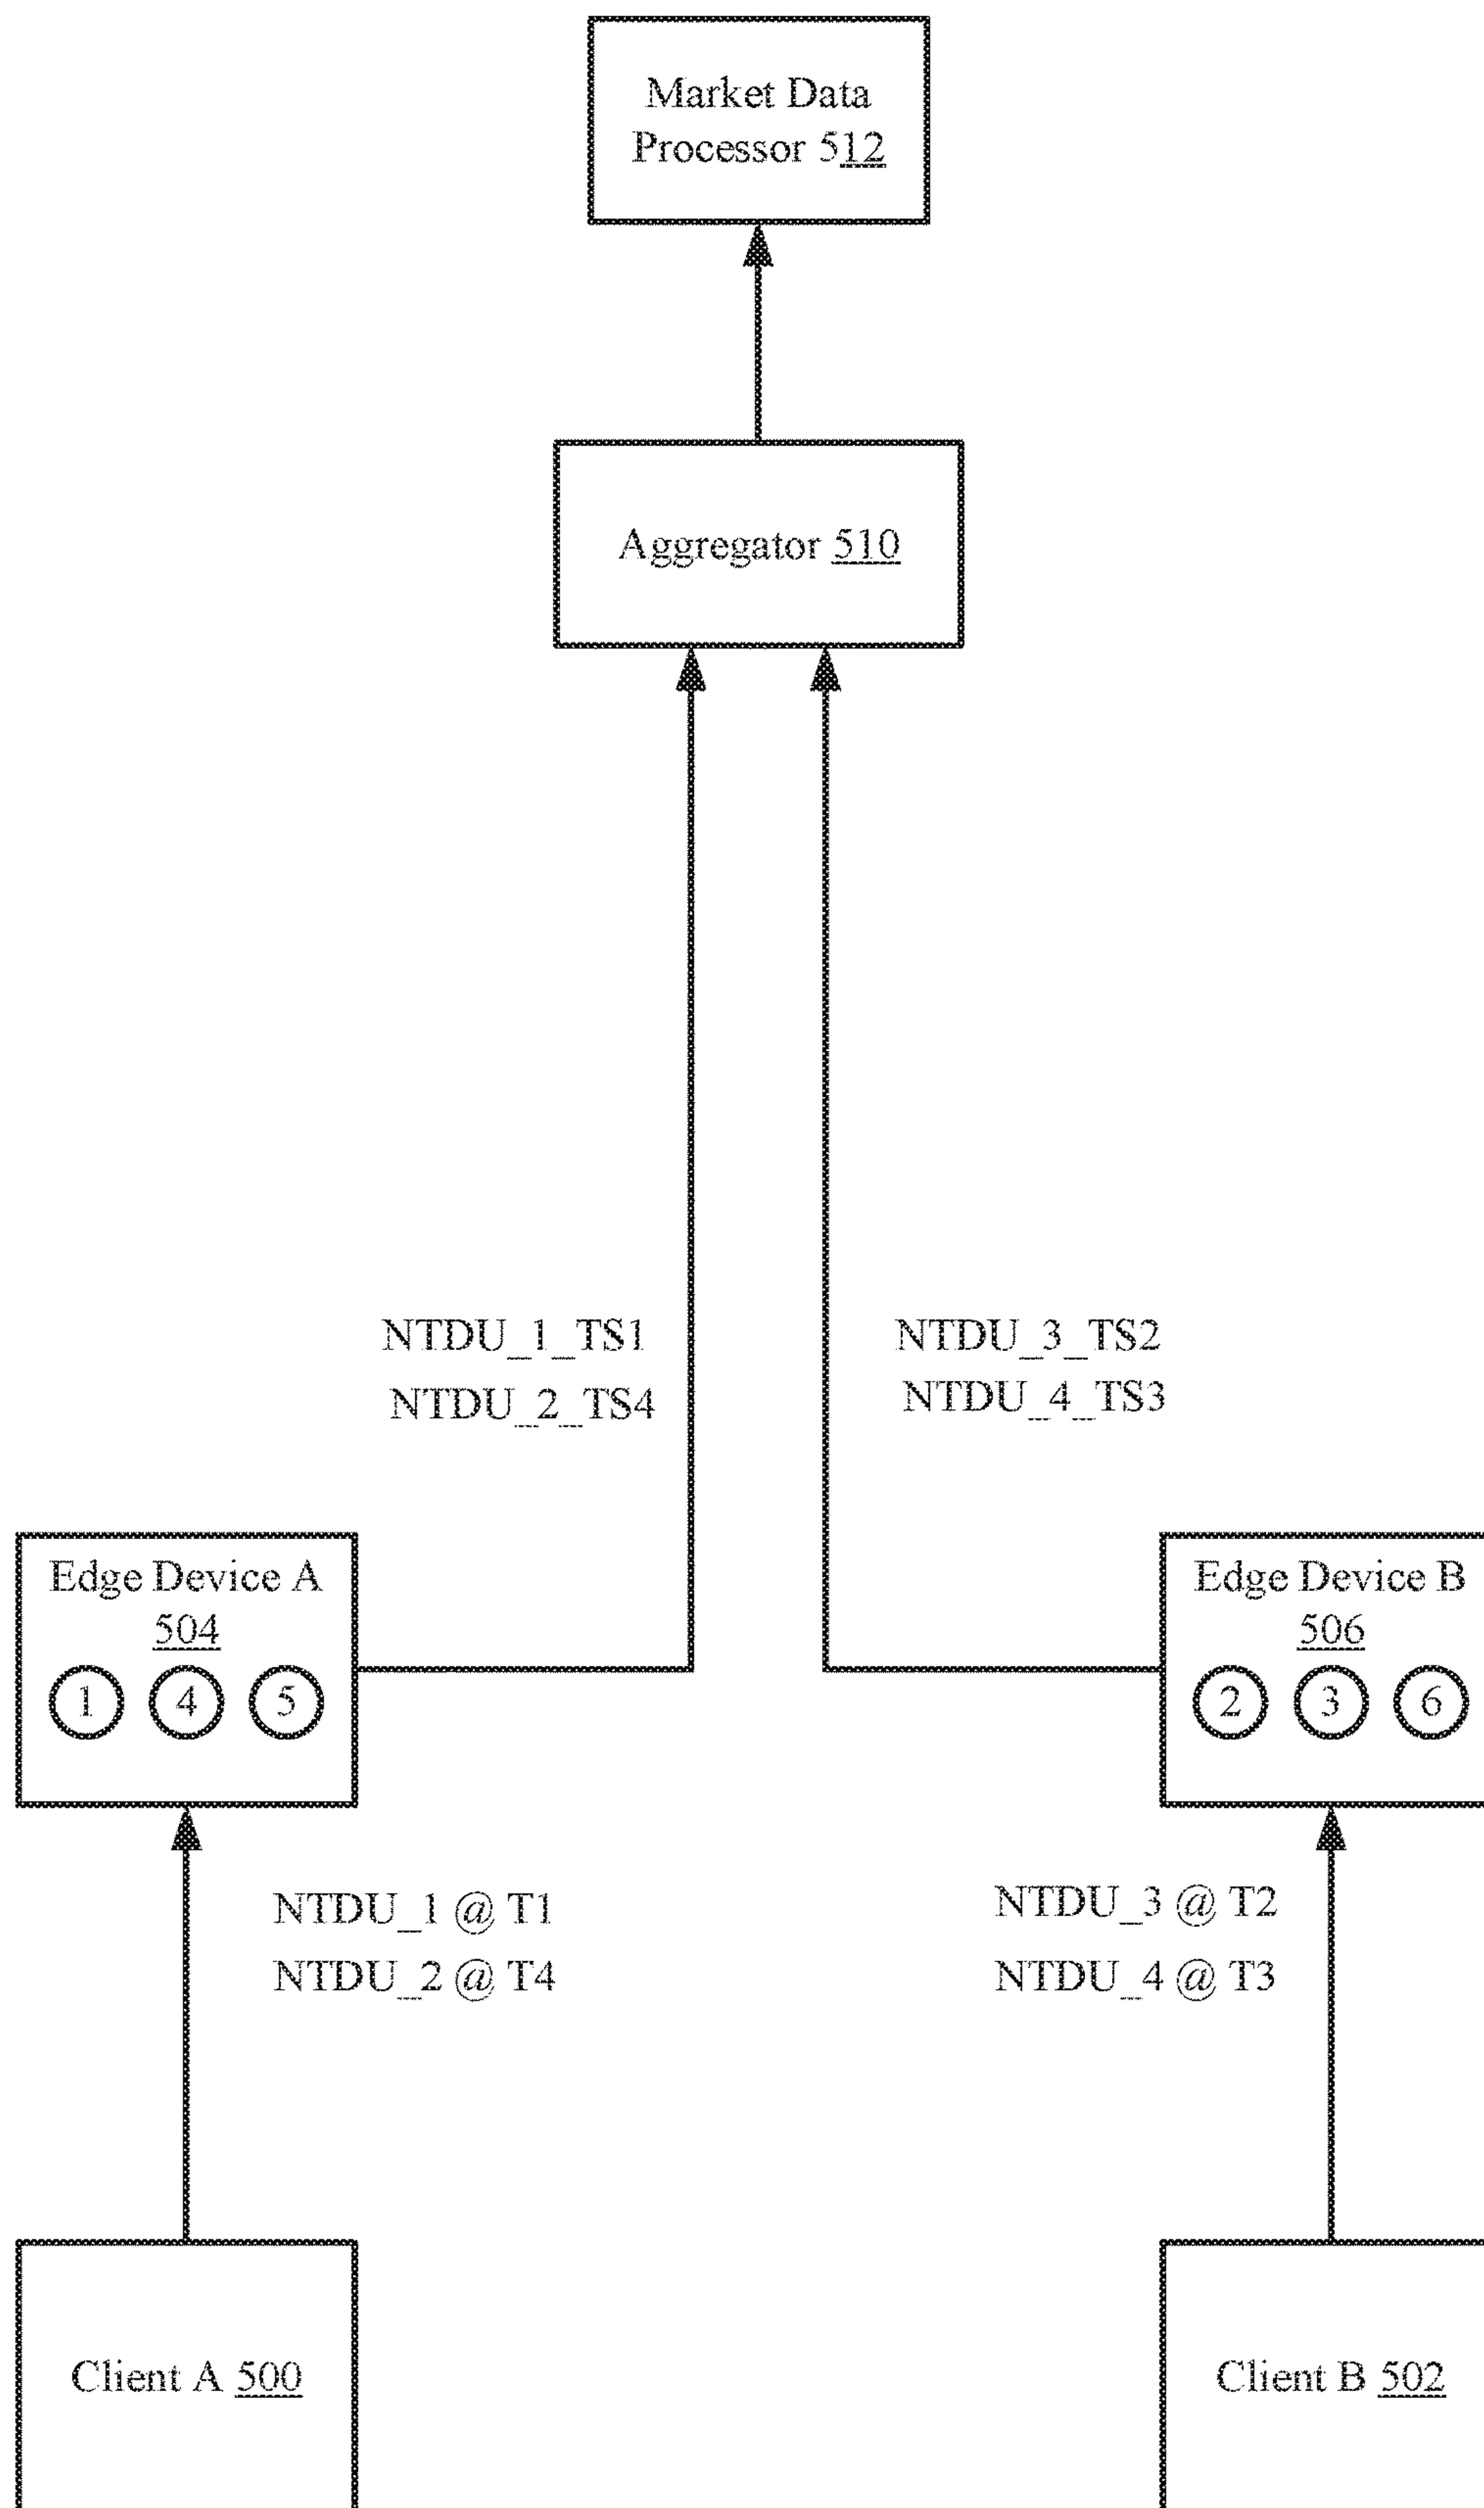 Market Data
Processor 512
Aggregator 510
NTDU_1_TS1
NTDU_2_TS4
NTDU_3_TS2
NTDU_4_TS3
Edge Device A
504
1 4 5
Edge Device B
506
2 3 6
NTDU_1 @ T1
NTDU_2 @ T4
NTDU_3 @ T2
NTDU_4 @ T3
Client A 500
Client B 502